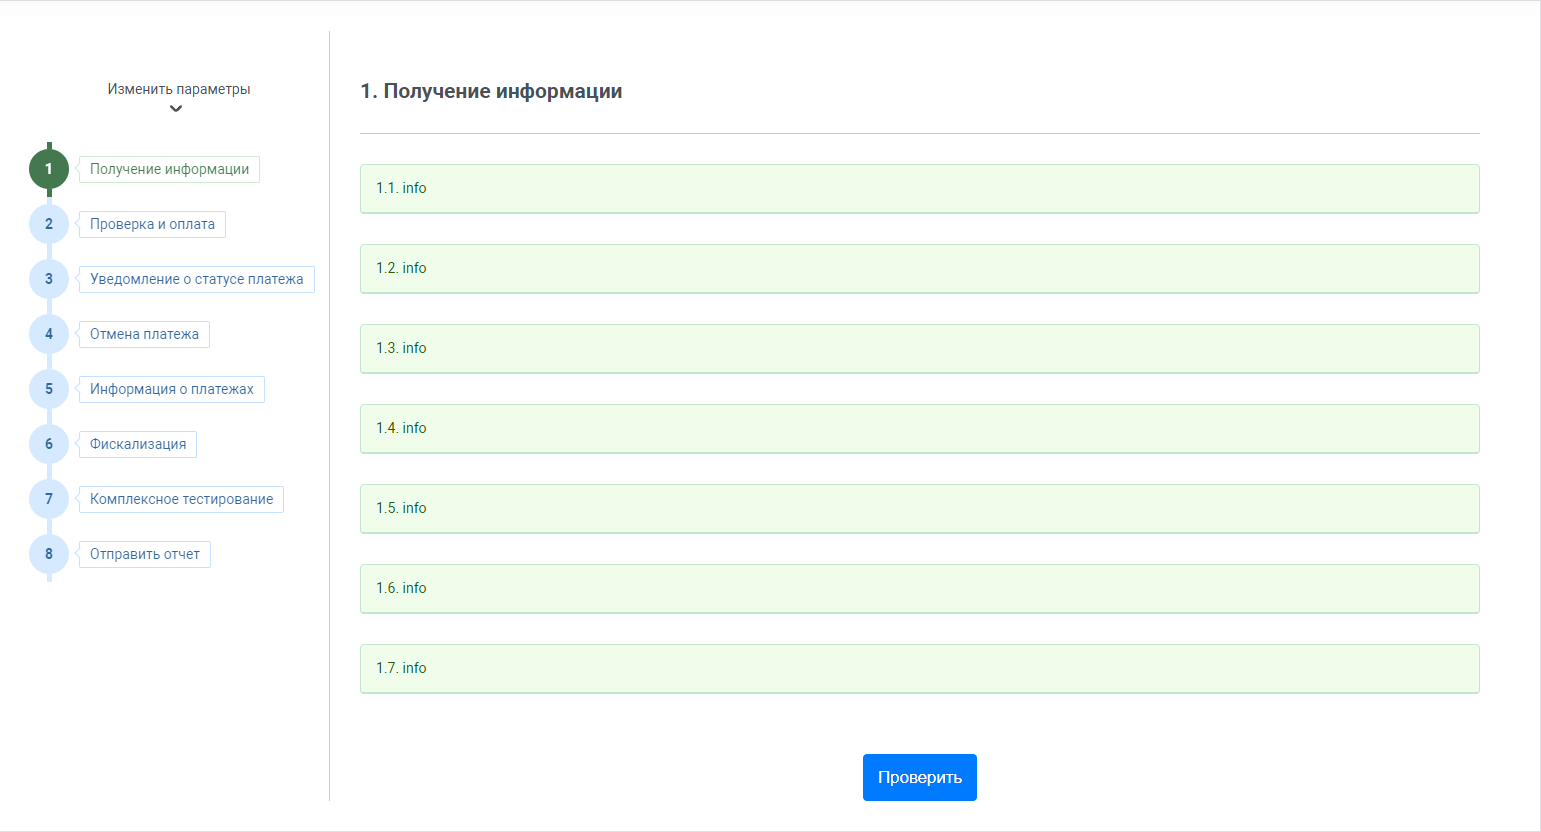 Изменить параметры
1 Получение информации
2 Проверка и оплата
3 Уведомление о статусе платежа
4 Отмена платежа
5 Информация о платежах
6 Фискализация
7 Комплексное тестирование
8 Отправить отчет
1. Получение информации
1.1. info
1.2. info
1.3. info
1.4. info
1.5. info
1.6. info
1.7. info
Проверить